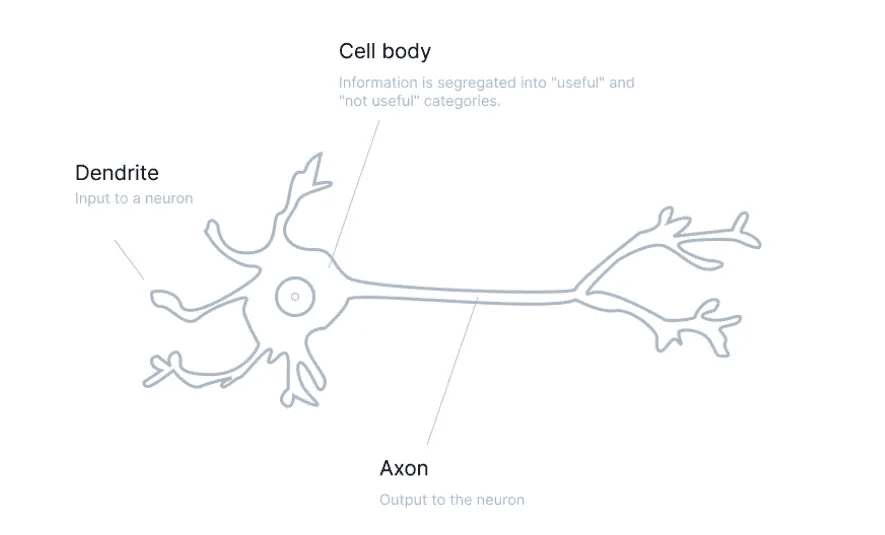 Cell body
Information is segregated into "useful" and
"not useful" categories.
Dendrite
Input to a neuron
Axon
Output to the neuron